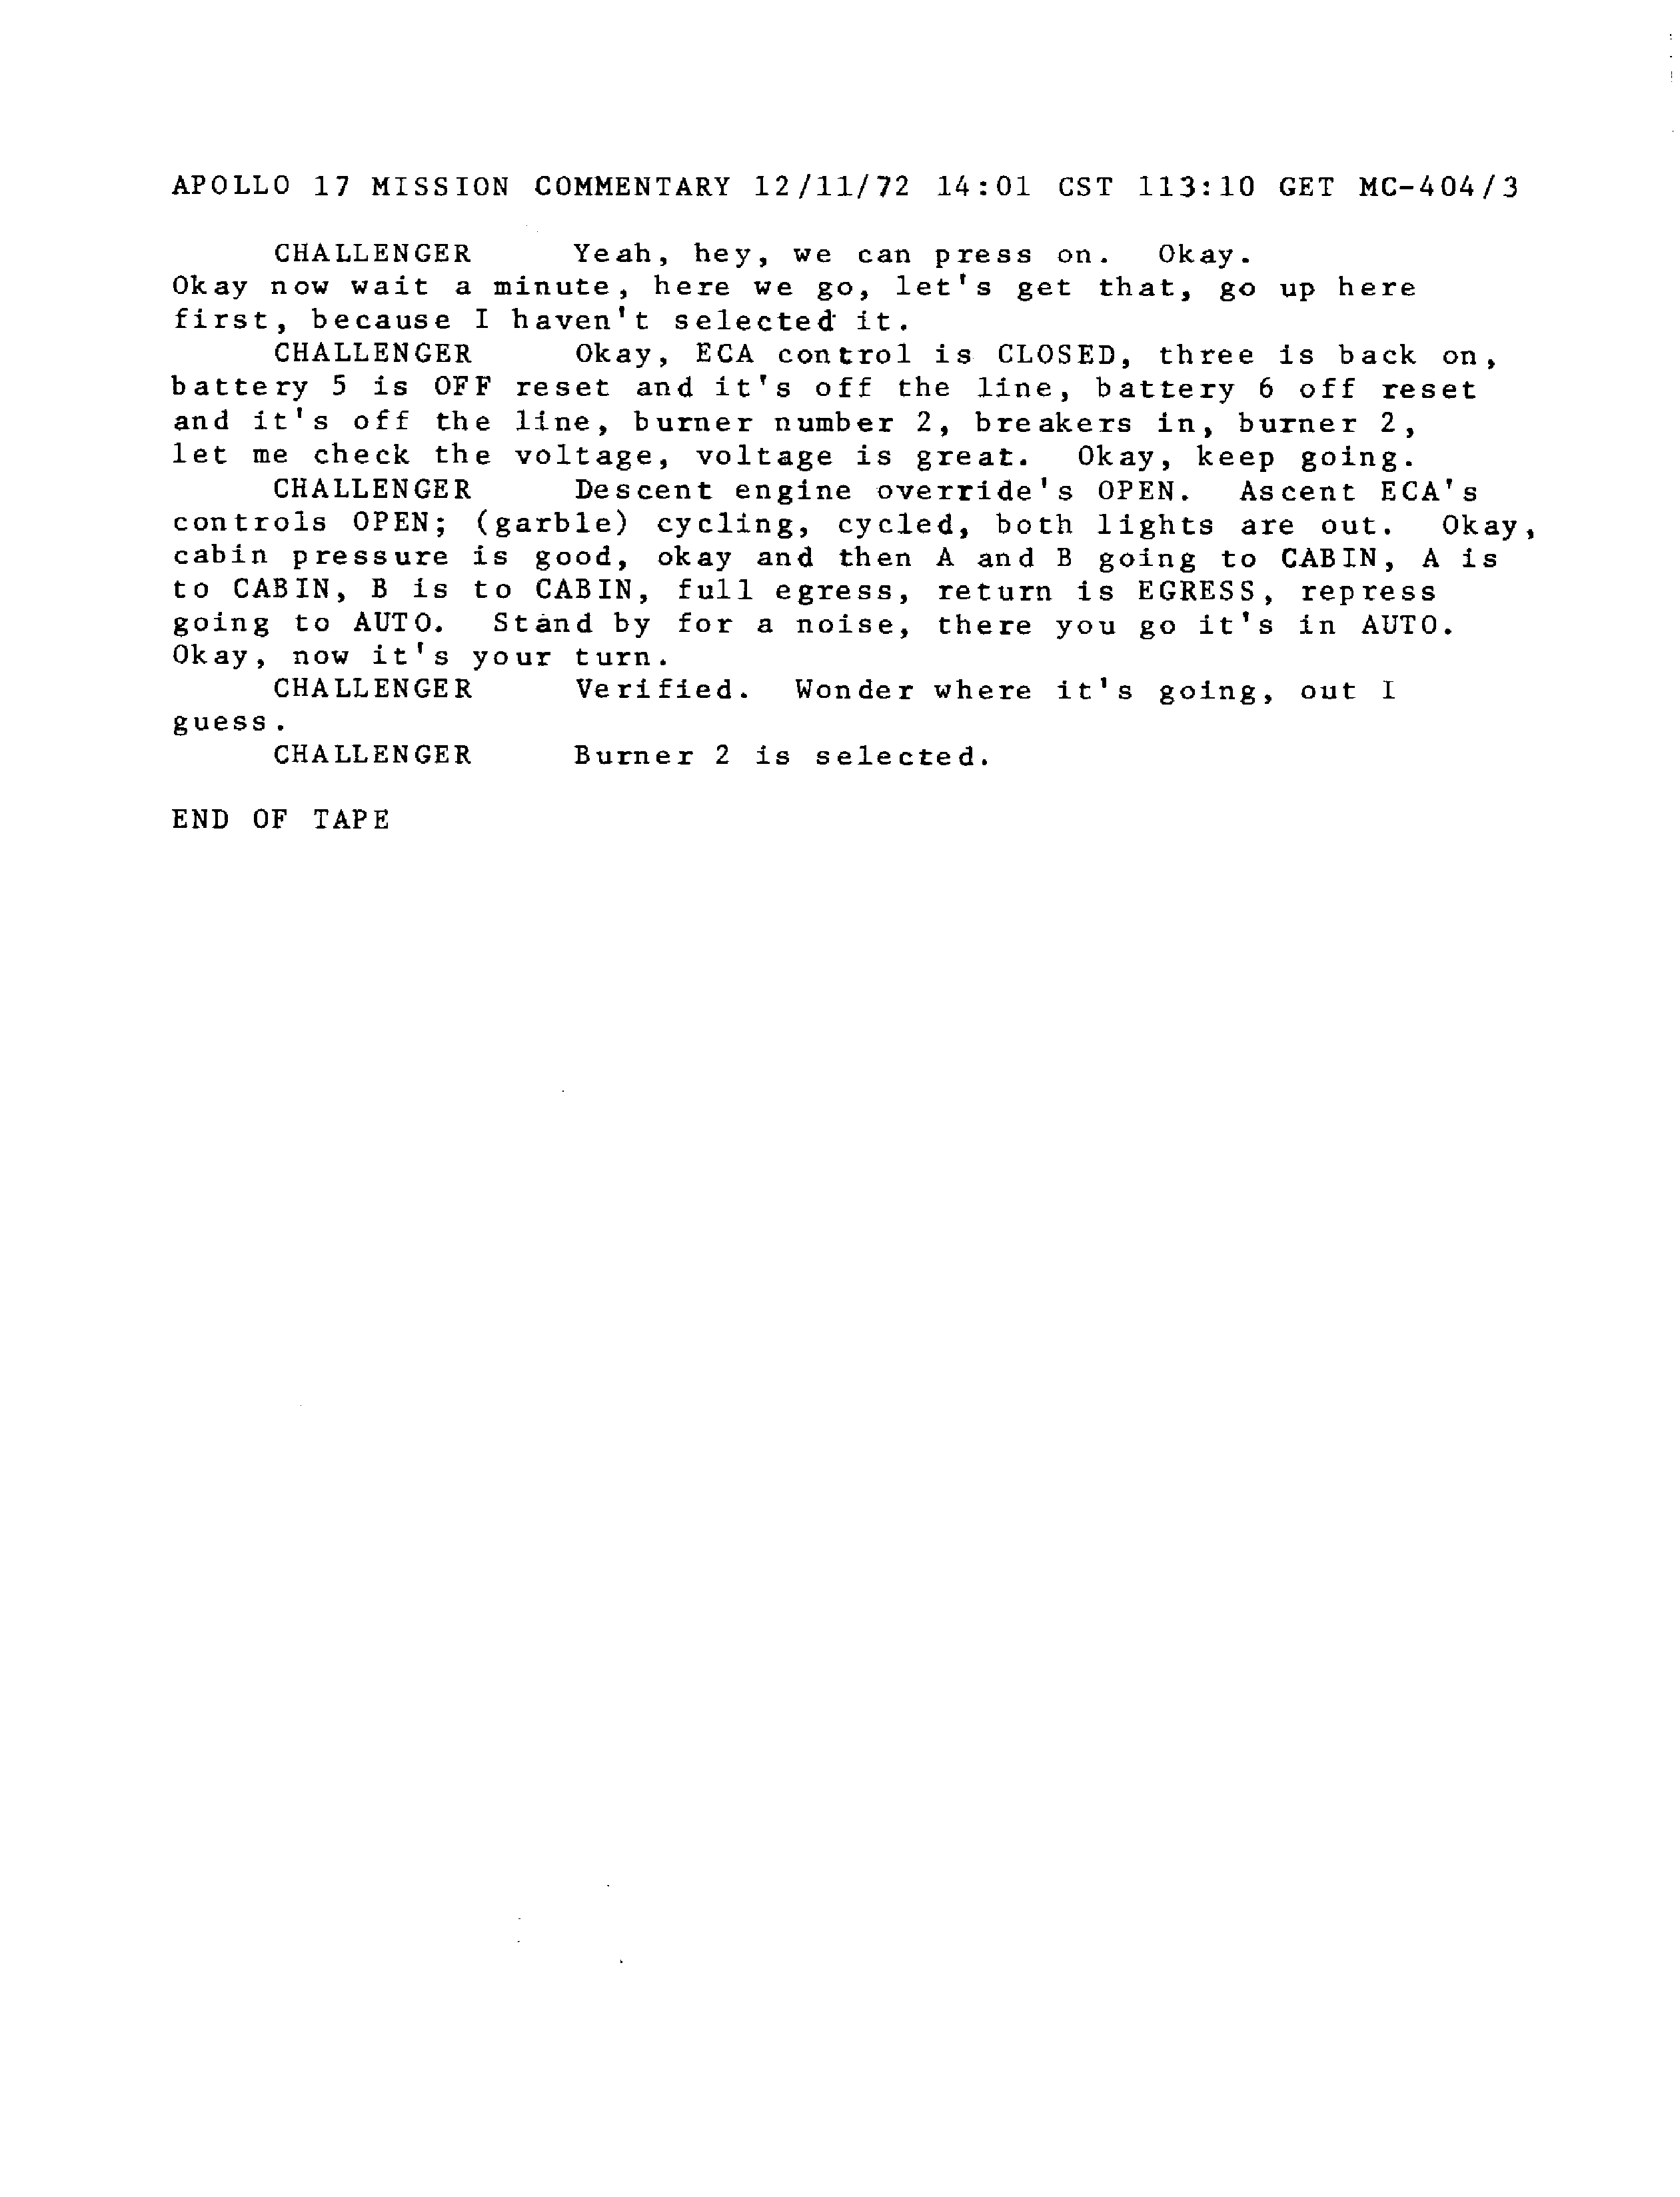 APOLLO 17 MISSION COMMENTARY 12/11/72 14:01 CST 113:10 GET MC-404/3
CHALLENGER Yeah, hey, we can press on. Okay.
Okay now wait a minute, here we go, let's get that, go up here
first, because I haven't selected it.
CHALLENGER Okay, ECA control is CLOSED, three is back on,
battery 5 is OFF reset and it's off the line, battery 6 off reset
and it's off the line, burner number 2, breakers in, burner 2,
let me check the voltage, voltage is great. Okay, keep going.
CHALLENGER Descent engine override's OPEN. Ascent ECA's
controls OPEN; (garble) cycling, cycled, both lights are out. Okay,
cabin pressure is good, okay and then A and B going to CABIN, A is
to CABIN, B is to CABIN, full egress, return is EGRESS, repress
going to AUTO. Stand by for a noise, there you go it's in AUTO.
Okay, now it's your turn.
CHALLENGER Verified. Wonder where it's going, out I
guess.
CHALLENGER Burner 2 is selected.
END OF TAPE